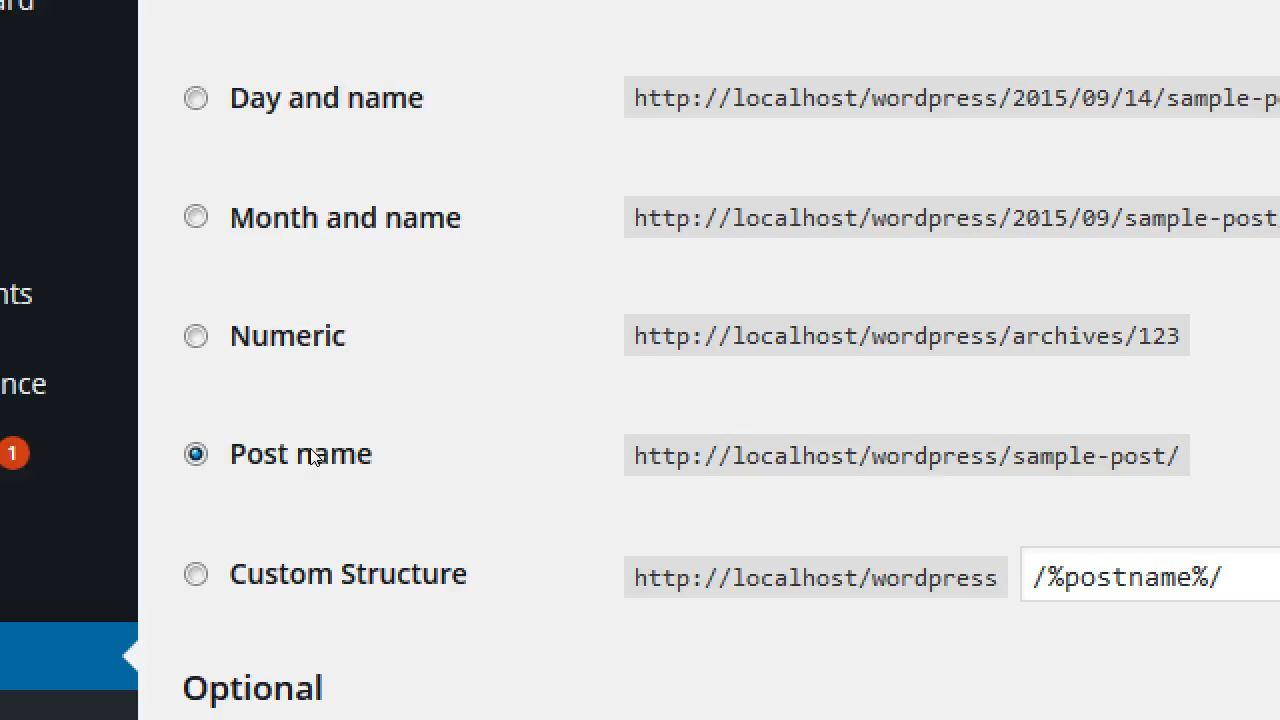 Day and name http://localhost/wordpress/2015/09/14/sample-p
Month and name http://localhost/wordpress/2015/09/sample-post
nts
Numeric http://localhost/wordpress/archives/123
nce
1
Post name http://localhost/wordpress/sample-post/
Custom Structure http://localhost/wordpress /%postname%/
Optional